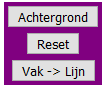 Achtergrond
Reset
Vak -> Lijn